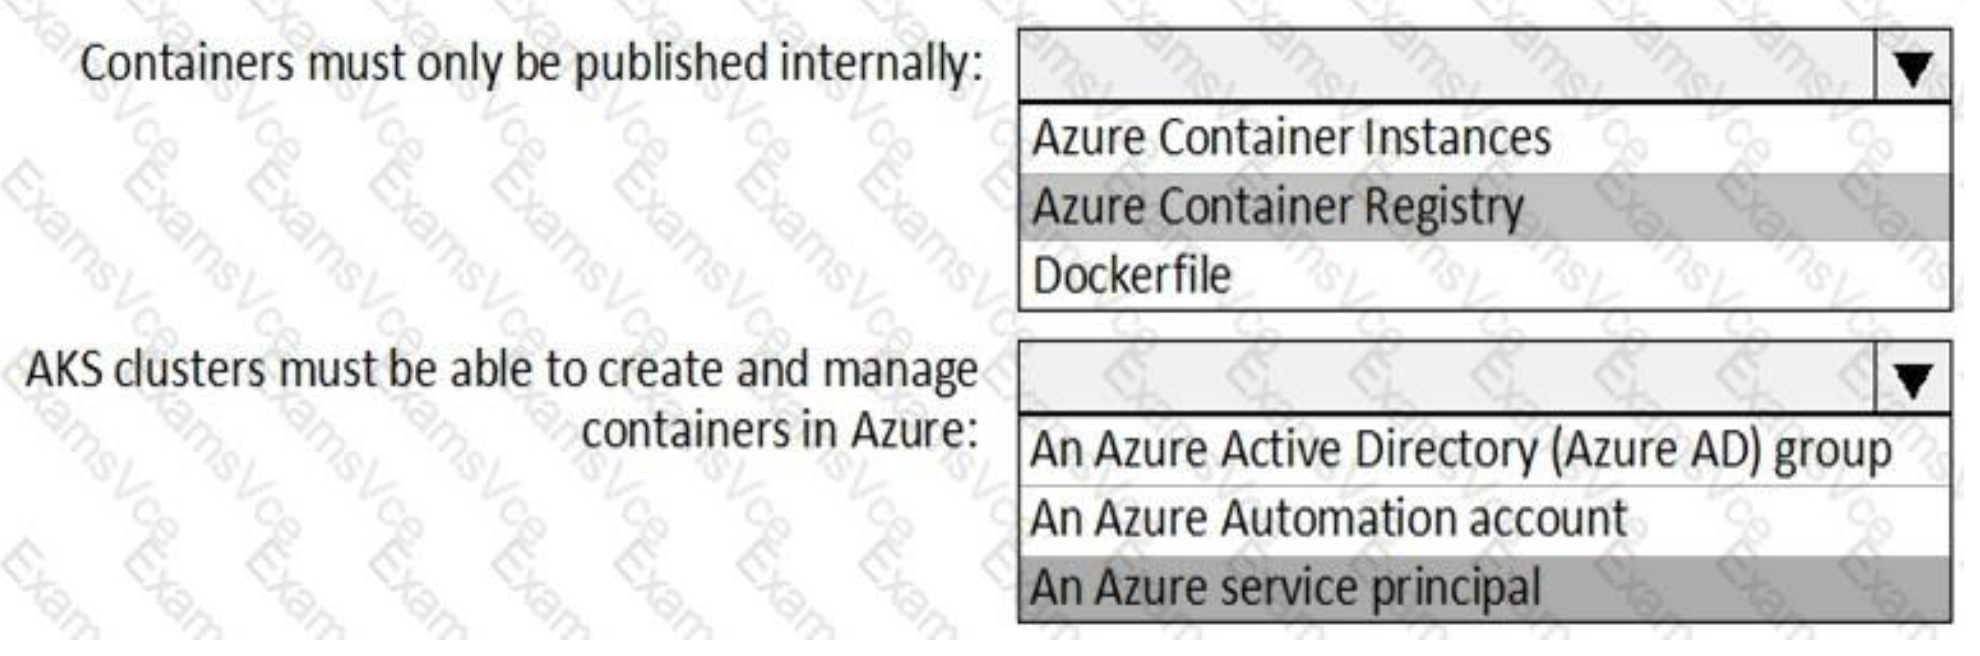 Containers must only be published internally:
Azure Container Instances
Azure Container Registry
Dockerfile
AKS clusters must be able to create and manage
containers in Azure:
An Azure Active Directory (Azure AD) group
An Azure Automation account
An Azure service principal
ExamsVce